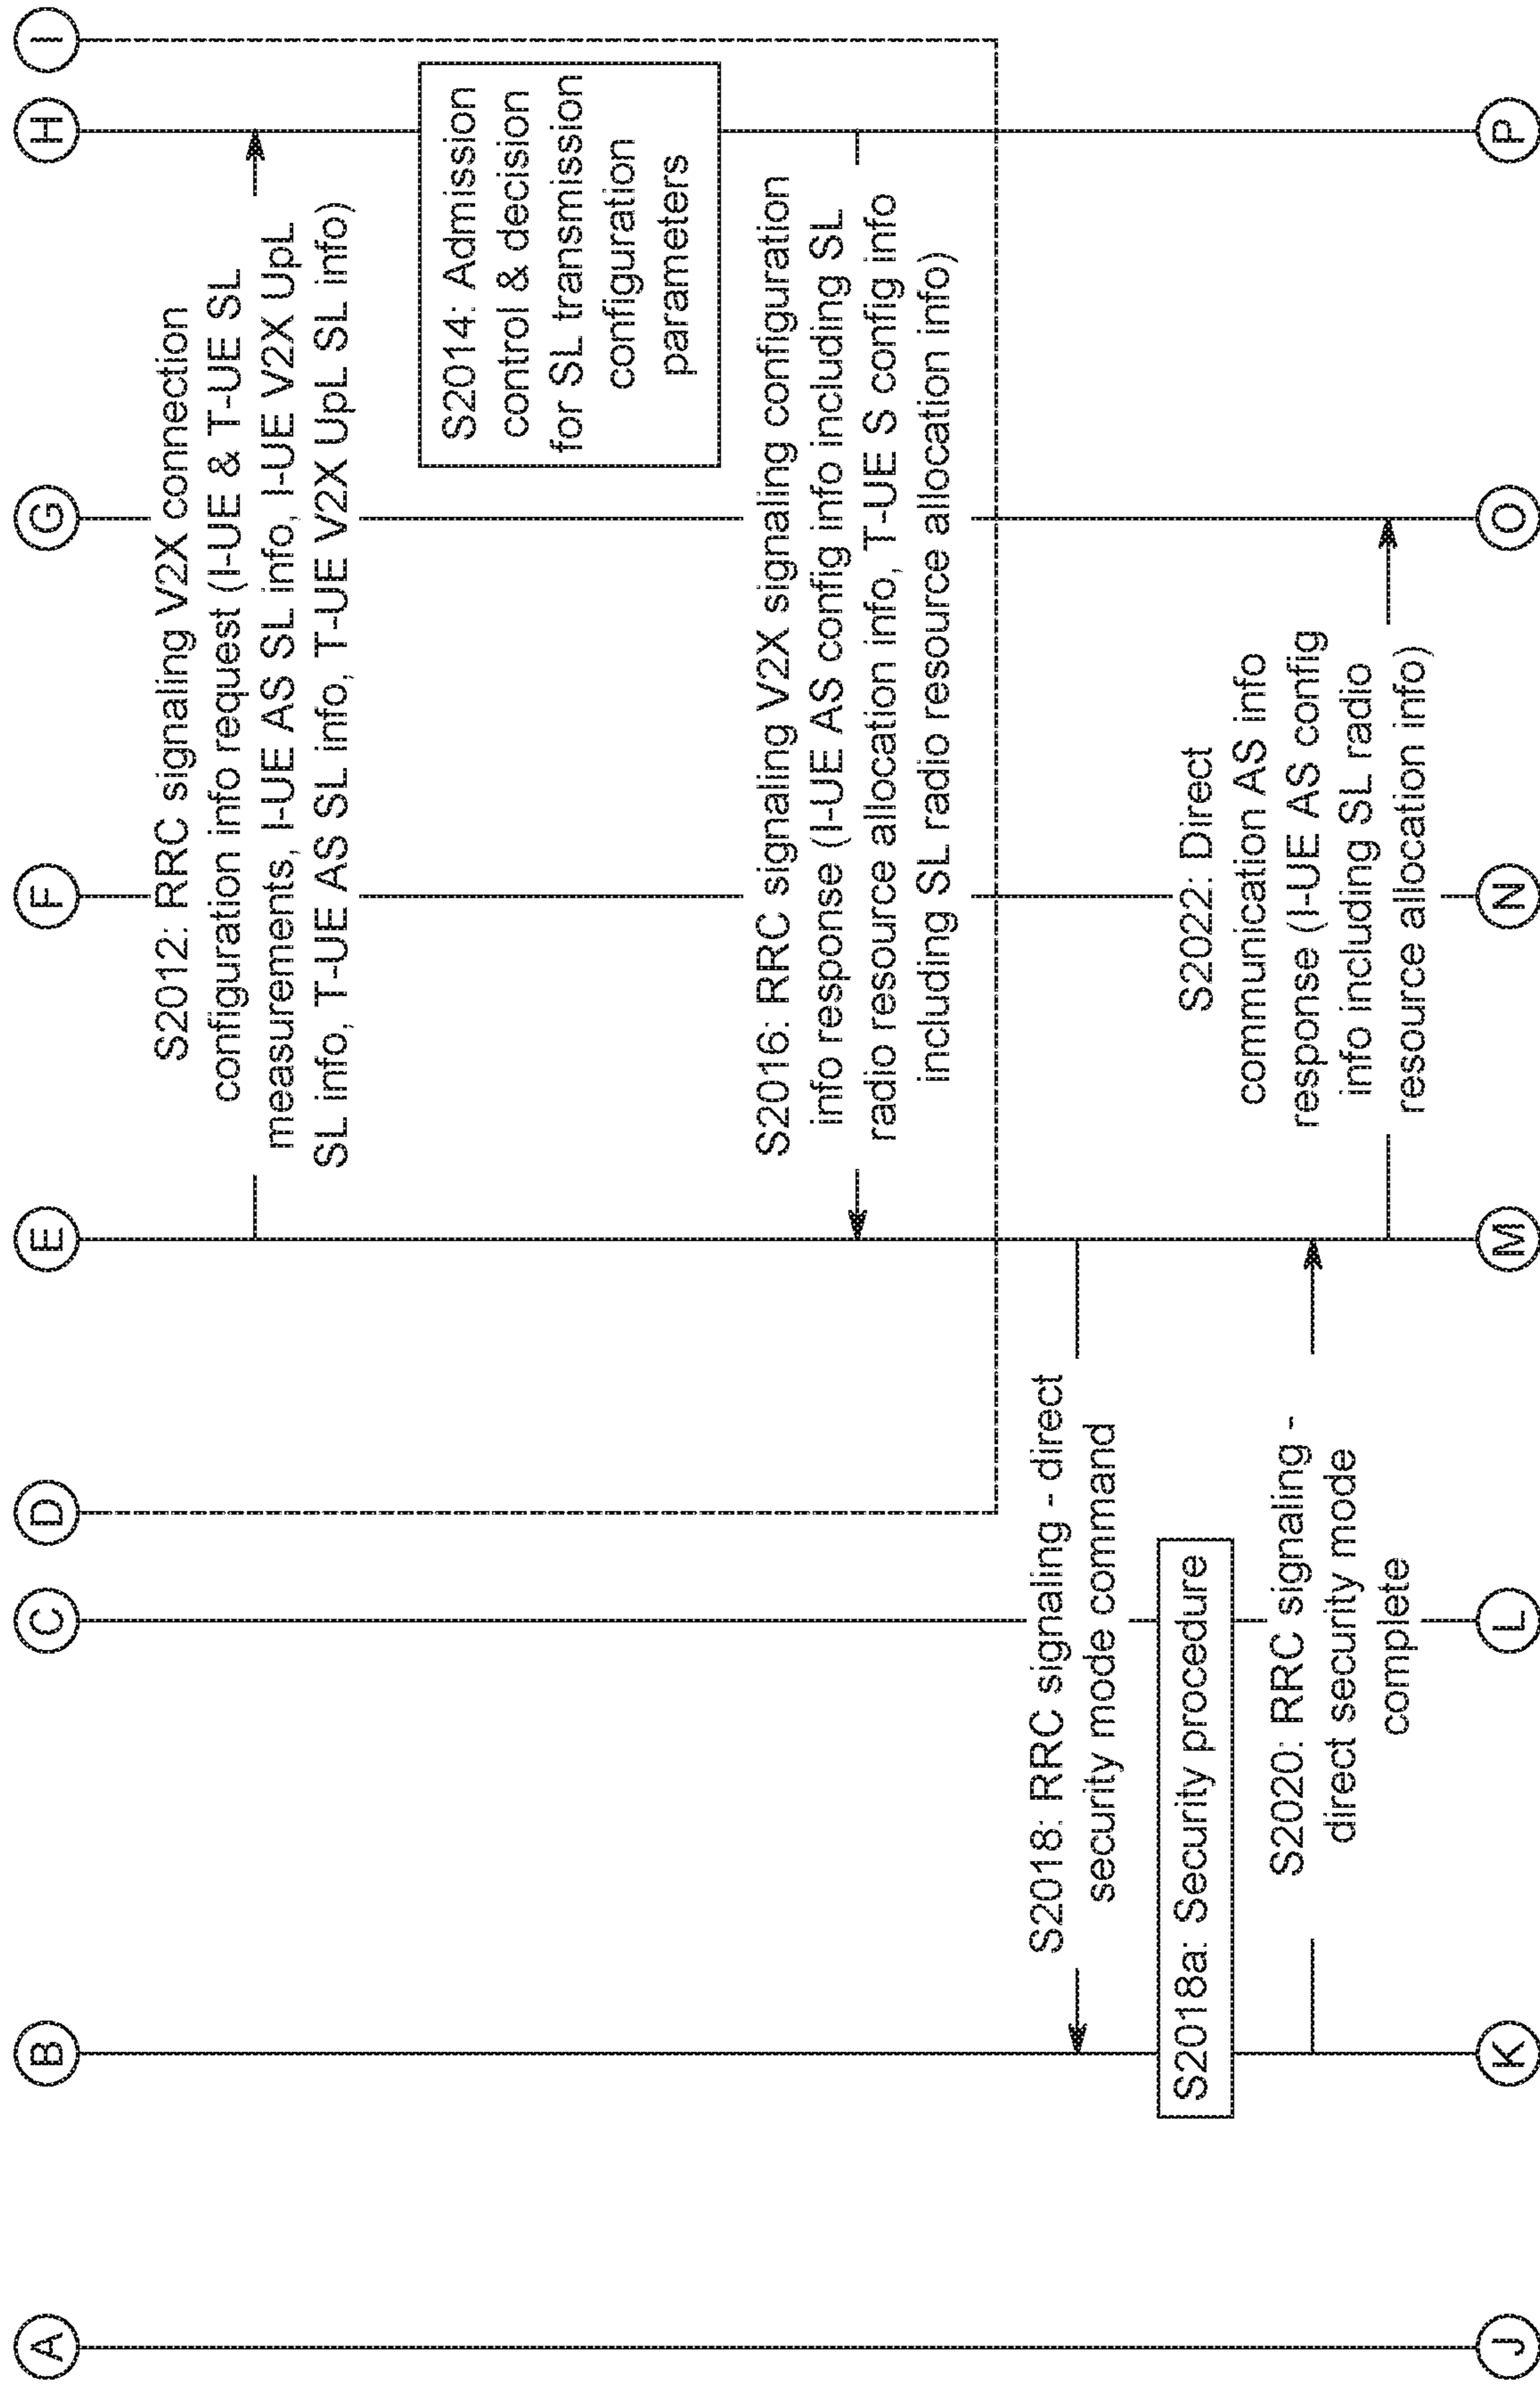 A
B
C
D
E
F
G
H
I
S2012: RRC signaling V2X connection
configuration info request (I-UE & T-UE SL
measurements, I-UE AS SL info, I-UE V2X UpL
SL info, T-UE AS SL info, T-UE V2X UpL SL info)
S2014: Admission
control & decision
for SL transmission
configuration
parameters
S2016: RRC signaling V2X signaling configuration
info response (I-UE AS config info including SL
radio resource allocation info, T-UE S config info
including SL radio resource allocation info)
S2018: RRC signaling - direct
security mode command
S2018a: Security procedure
S2020: RRC signaling -
direct security mode
complete
S2022: Direct
communication AS info
response (I-UE AS config
info including SL radio
resource allocation info)
J
K
L
M
N
O
P